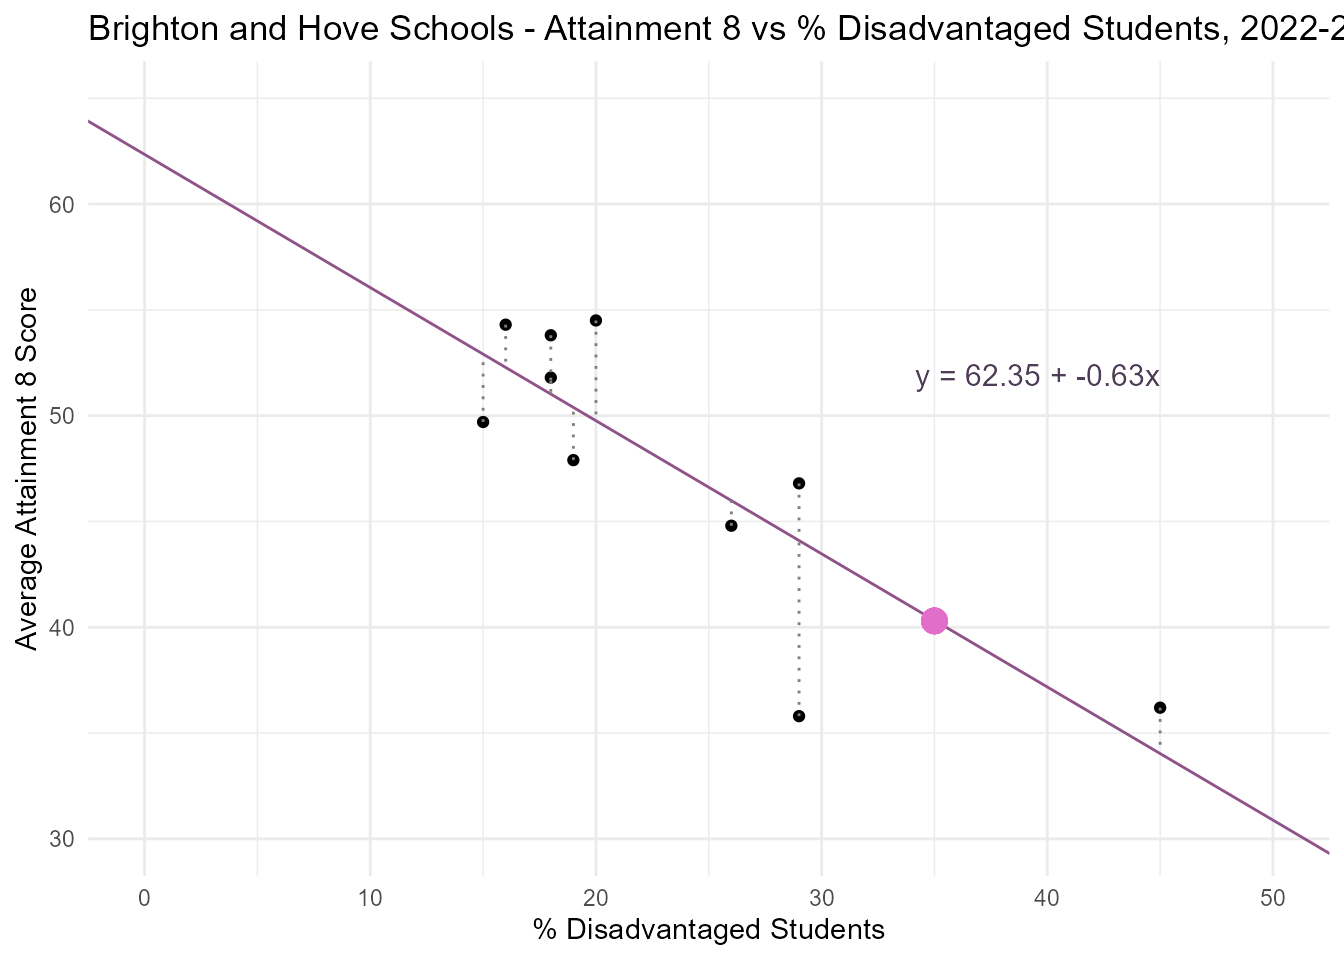 Brighton and Hove Schools - Attainment 8 vs % Disadvantaged Students, 2022-2
Average Attainment 8 Score
60
50
40
30
y = 62.35 + -0.63x
0 10 20 30 40 50
% Disadvantaged Students